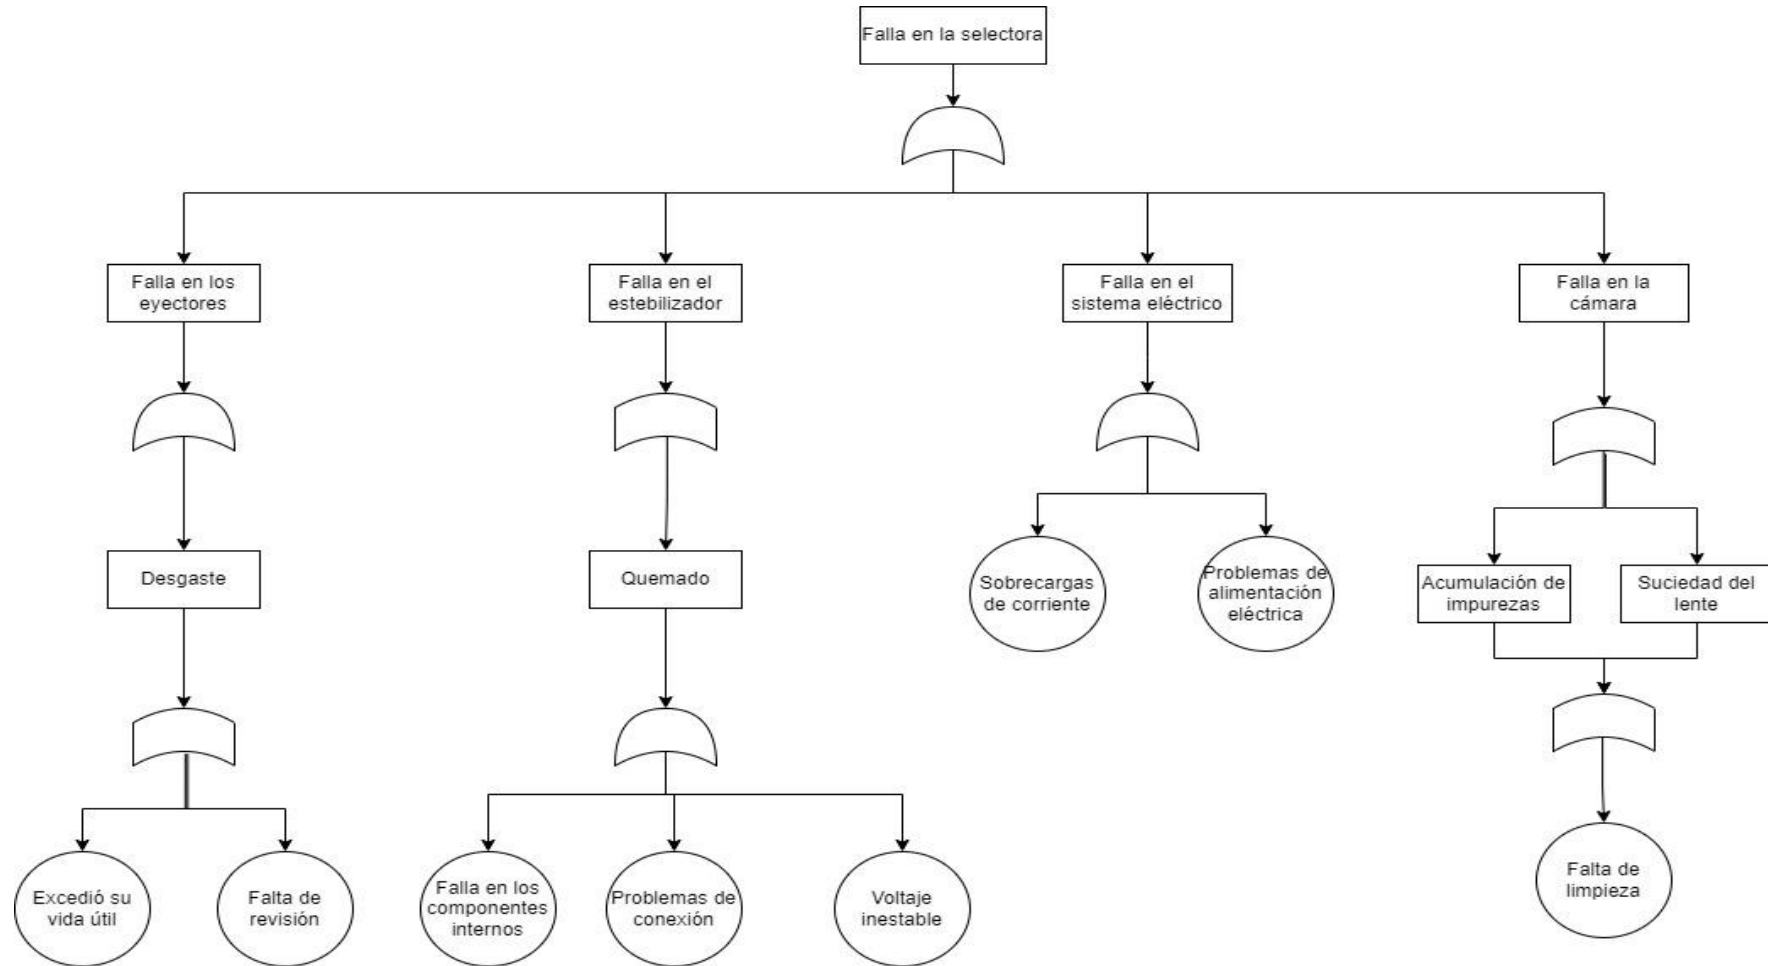 Falla en la selectora
Falla en los
eyectores
Falla en el
estebilizador
Falla en el
sistema eléctrico
Falla en la
cámara
Desgaste
Quemado
Sobrecargas
de corriente
Problemas de
alimentación
eléctrica
Acumulación de
impurezas
Suciedad del
lente
Excedió su
vida útil
Falta de
revisión
Falla en los
componentes
internos
Problemas de
conexión
Voltaje
inestable
Falta de
limpieza